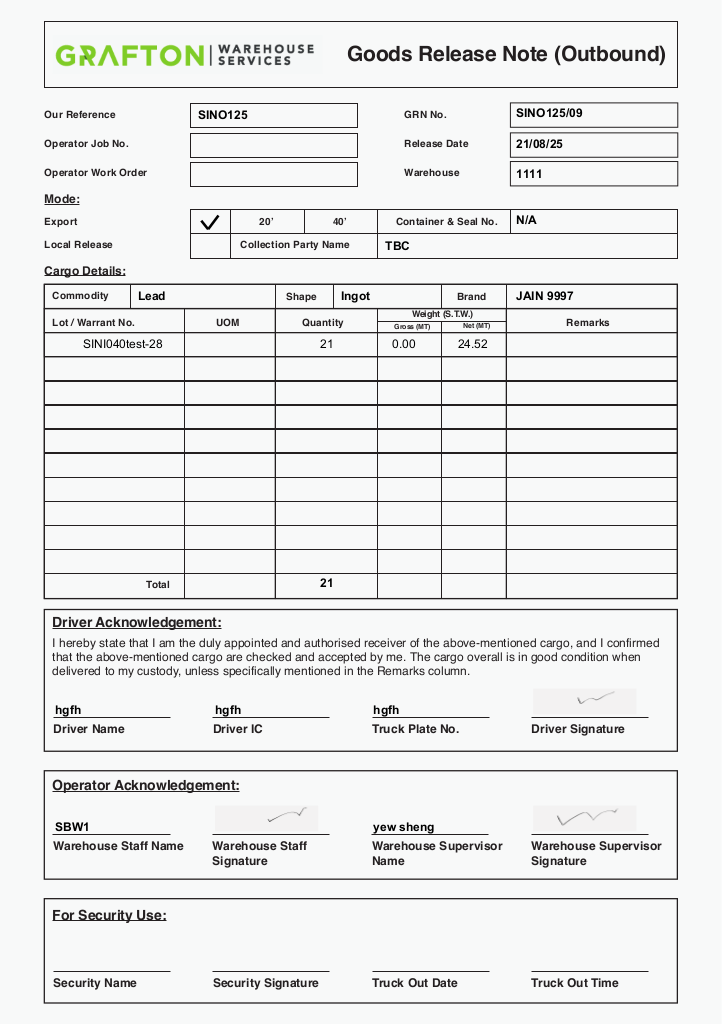 GRAFTON WAREHOUSE SERVICES
Goods Release Note (Outbound)
Our Reference SINO125 GRN No. SINO125/09
Operator Job No. Release Date 21/08/25
Operator Work Order Warehouse 1111
Mode:
Export 20' 40' Container & Seal No. N/A
Local Release Collection Party Name TBC
Cargo Details:
Commodity Lead Shape Ingot Brand JAIN 9997
Lot / Warrant No. UOM Quantity Weight (S.T.W.) Remarks
Gross (MT) Net (MT)
SINI040test-28 21 0.00 24.52
Total 21
Driver Acknowledgement:
I hereby state that I am the duly appointed and authorised receiver of the above-mentioned cargo, and I confirmed
that the above-mentioned cargo are checked and accepted by me. The cargo overall is in good condition when
delivered to my custody, unless specifically mentioned in the Remarks column.
hgfh hgfh hgfh
Driver Name Driver IC Truck Plate No. Driver Signature
Operator Acknowledgement:
SBW1 yew sheng
Warehouse Staff Name Warehouse Staff Signature Warehouse Supervisor Name Warehouse Supervisor Signature
For Security Use:
Security Name Security Signature Truck Out Date Truck Out Time